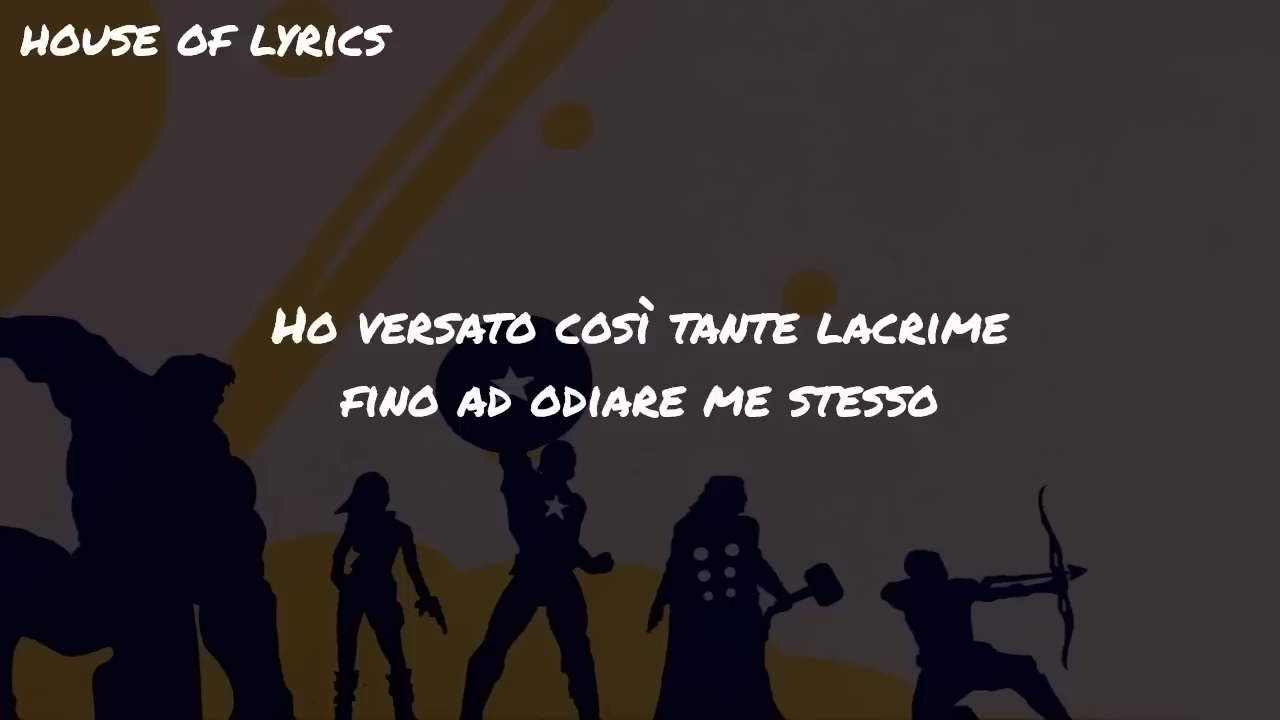 HOUSE OF LYRICS
HO VERSATO COSÌ TANTE LACRIME
FINO AD ODIARE ME STESSO